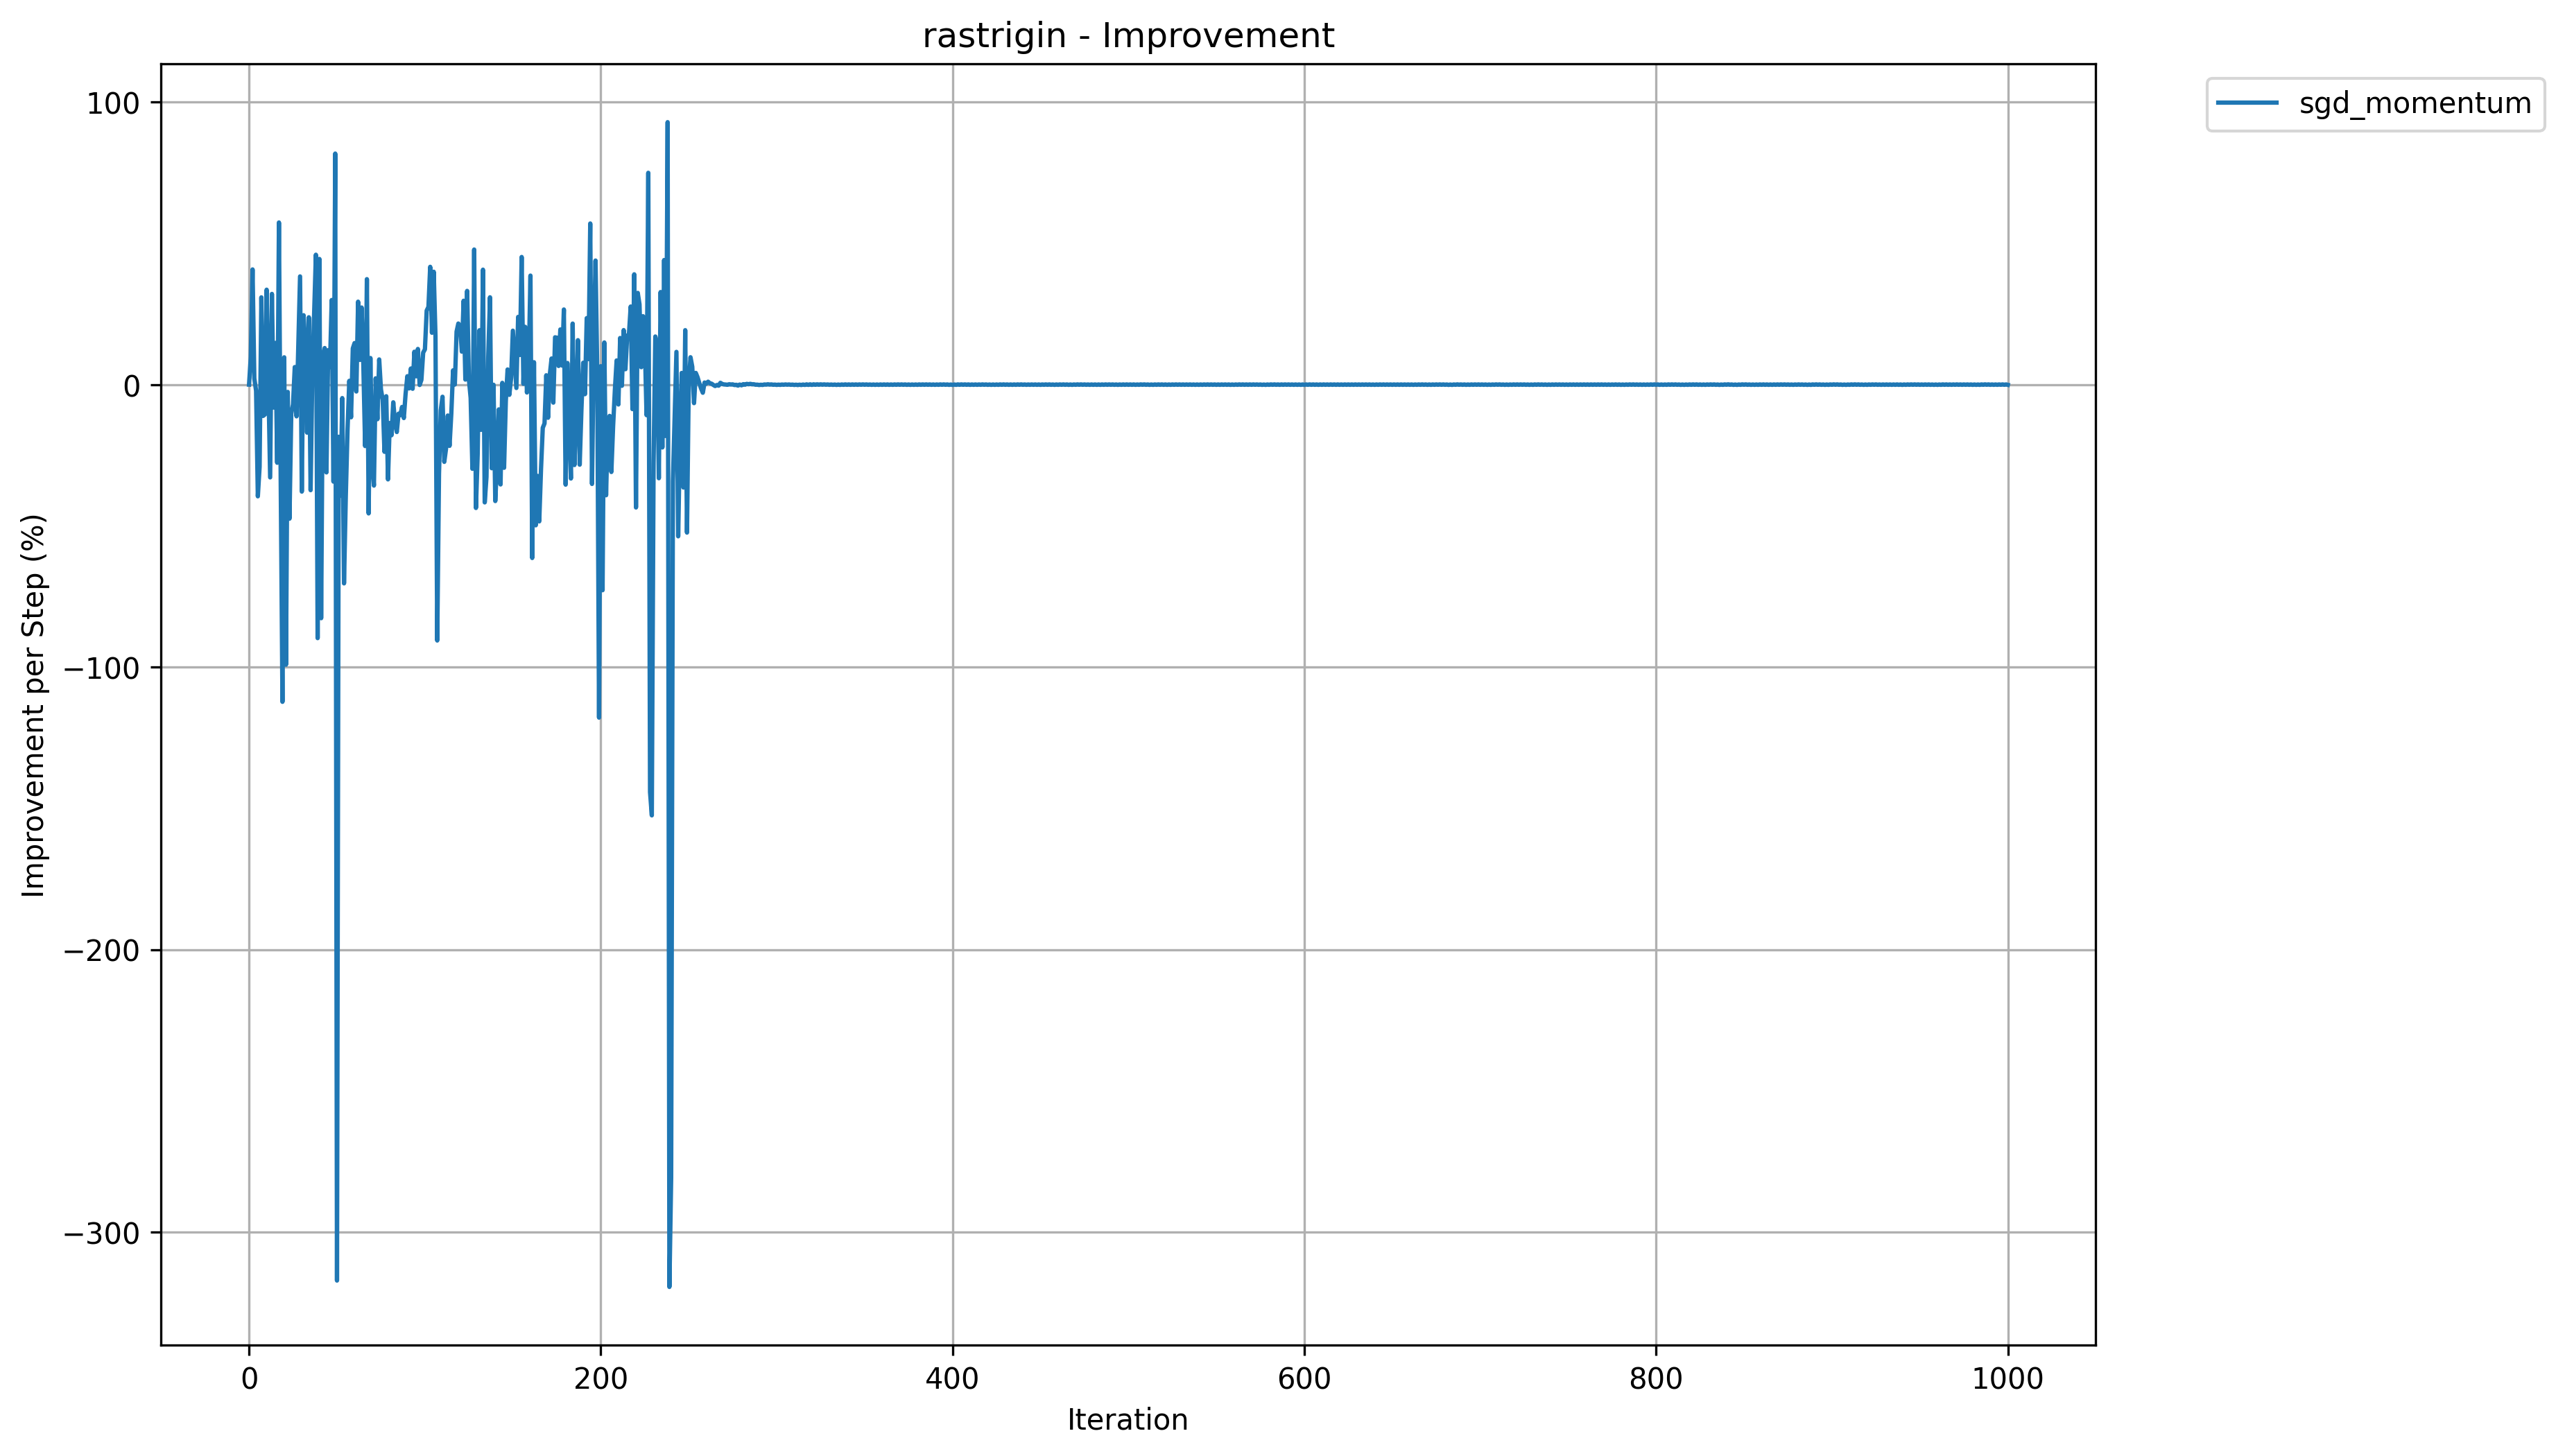 rastrigin - Improvement
sgd_momentum
Improvement per Step (%)
100
0
−100
−200
−300
0 200 400 600 800 1000
Iteration